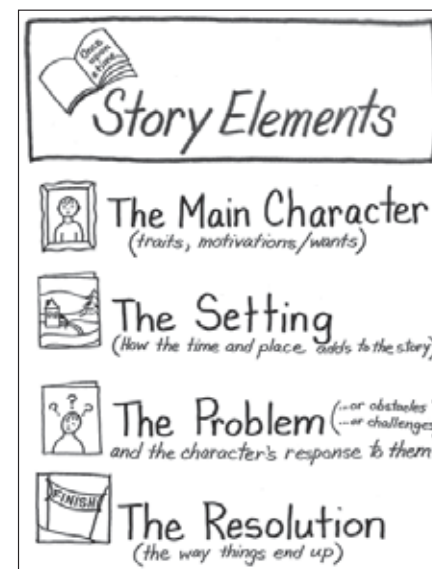 Once
upon
a time
Story Elements
The Main Character
(traits, motivations/wants)
The Setting
(How the time and place adds to the story)
The Problem (...or obstacles
...or challenges)
and the character's response to them
? ? ?
FINISH
The Resolution
(the way things end up)